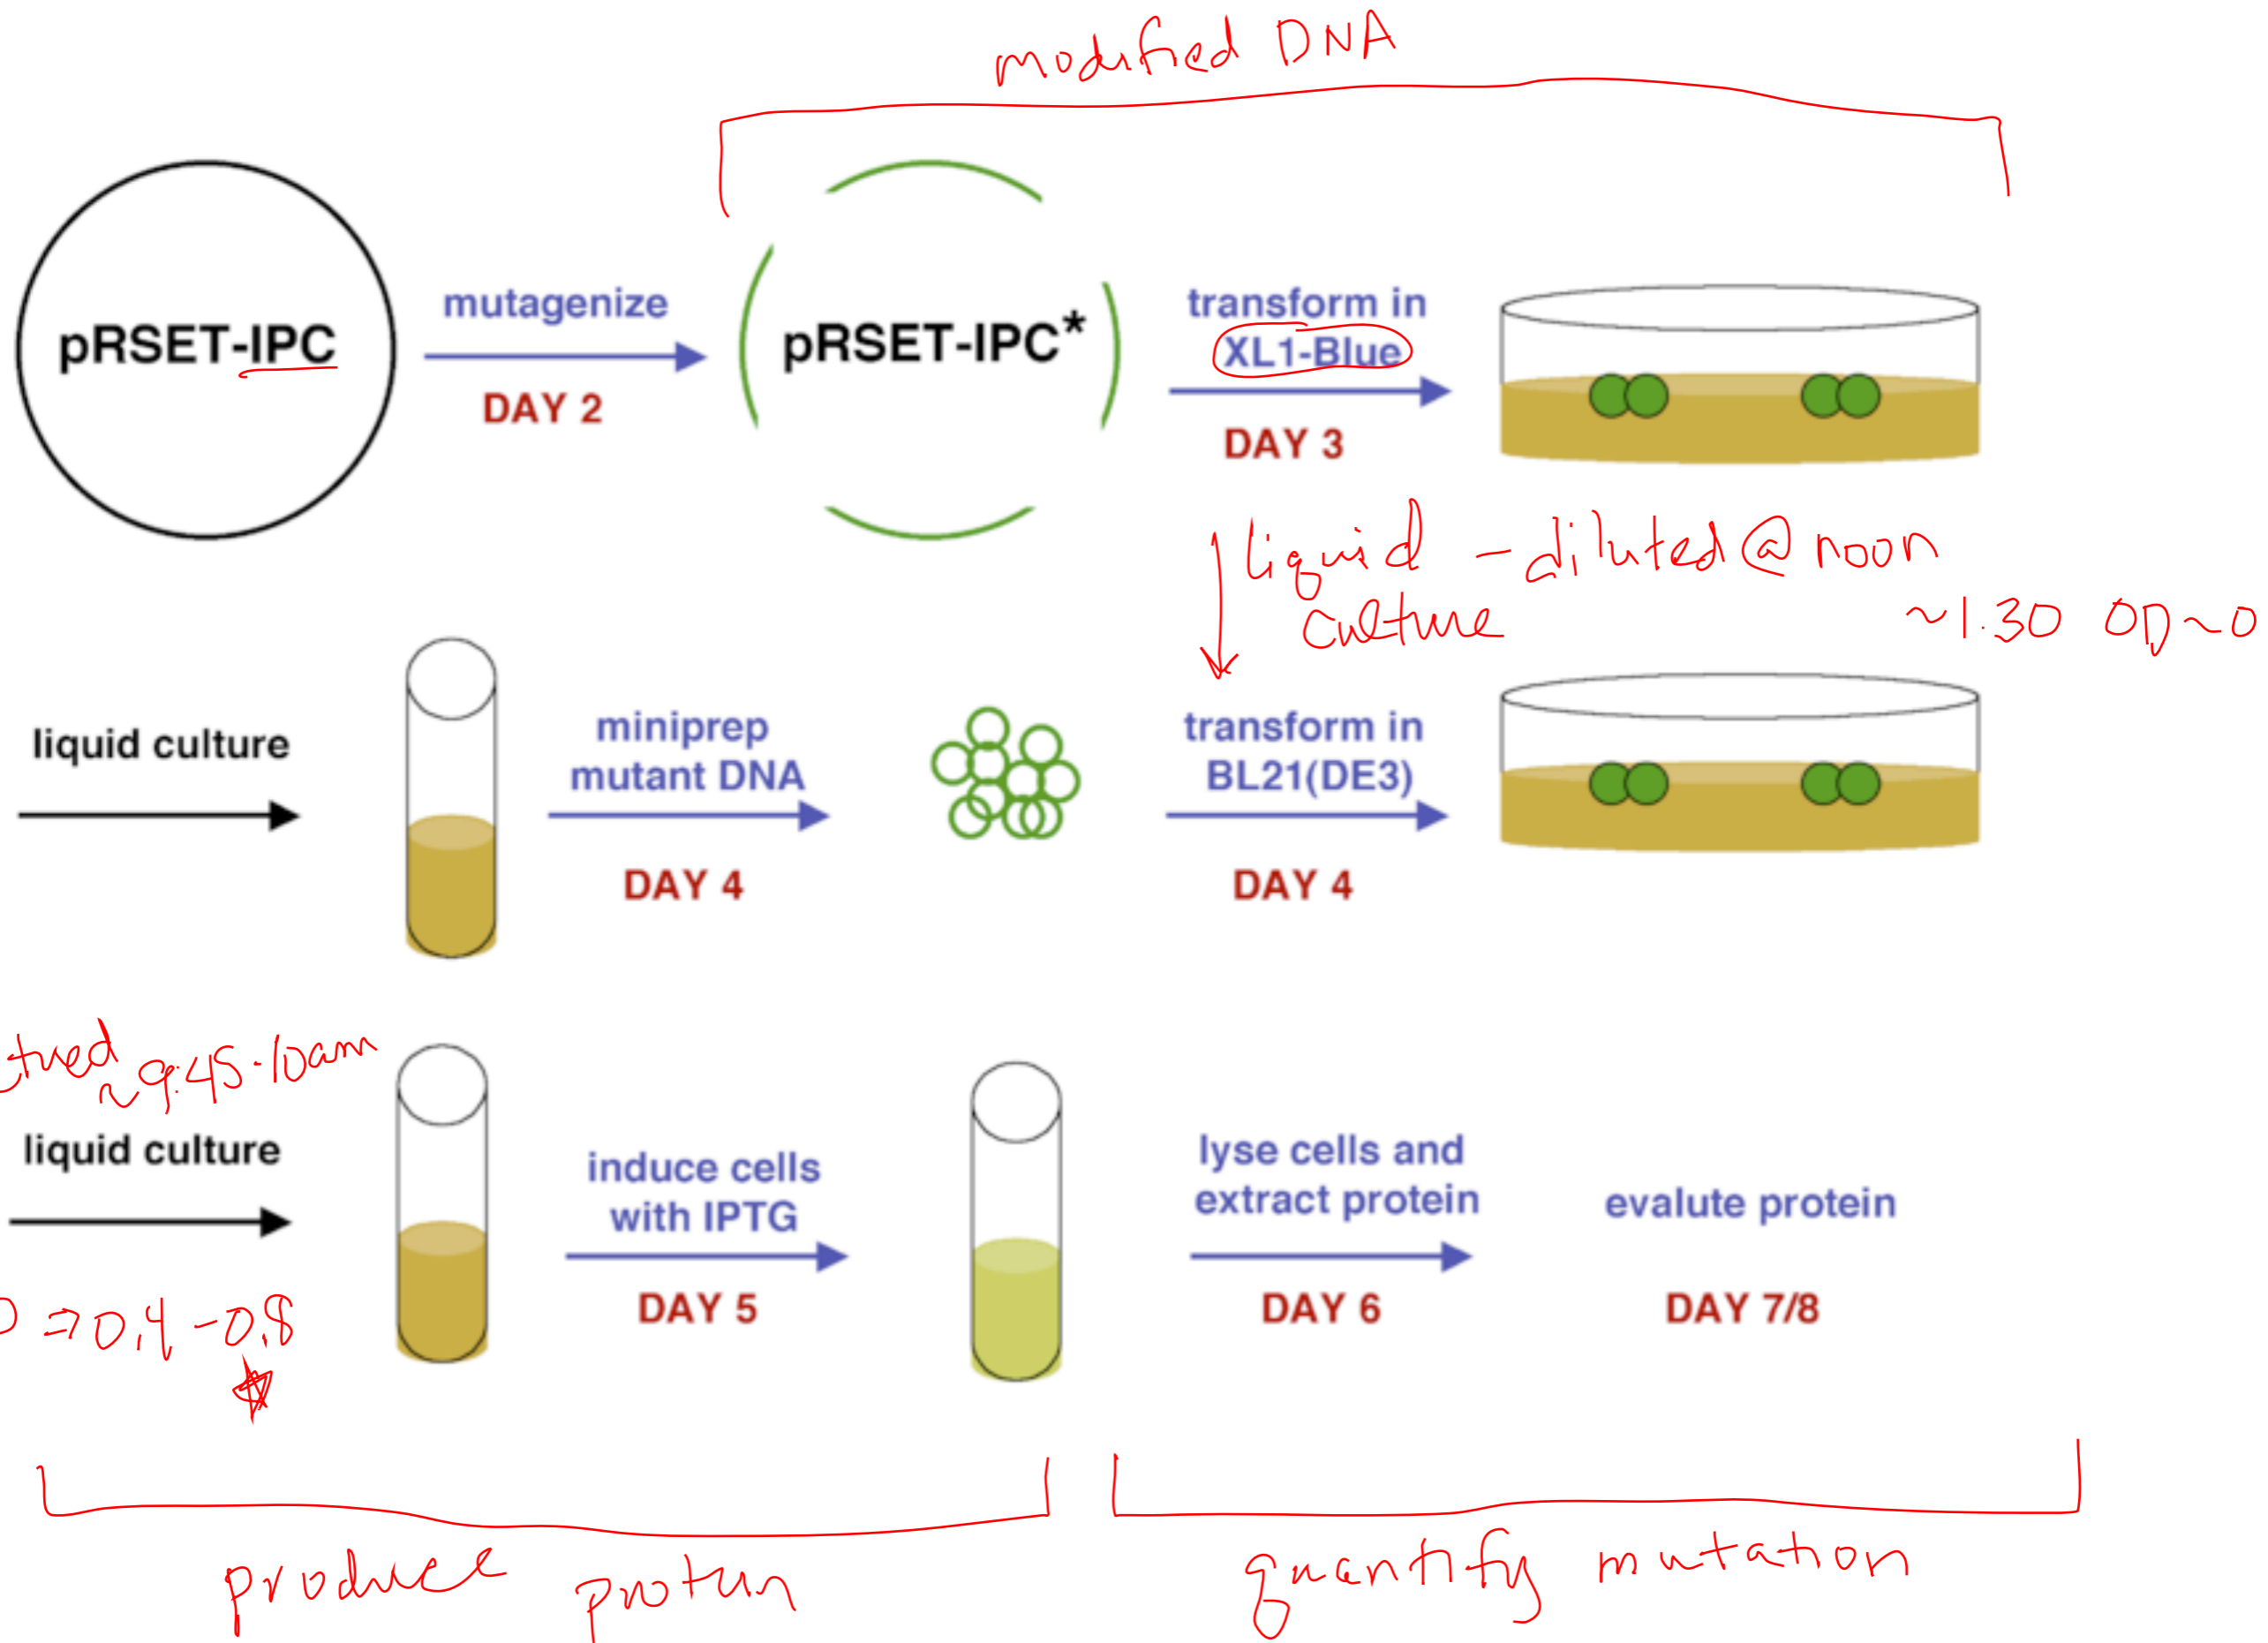 modified DNA
pRSET-IPC
mutagenize
DAY 2
pRSET-IPC*
transform in
XL1-Blue
DAY 3
liquid - diluted @ noon
culture ~1.30 OD~0
liquid culture
miniprep
mutant DNA
DAY 4
transform in
BL21(DE3)
DAY 4
~9:45-10am
liquid culture
⇒0.4-0.8
induce cells
with IPTG
DAY 5
lyse cells and
extract protein
DAY 6
evalute protein
DAY 7/8
produce protein
quantify mutation